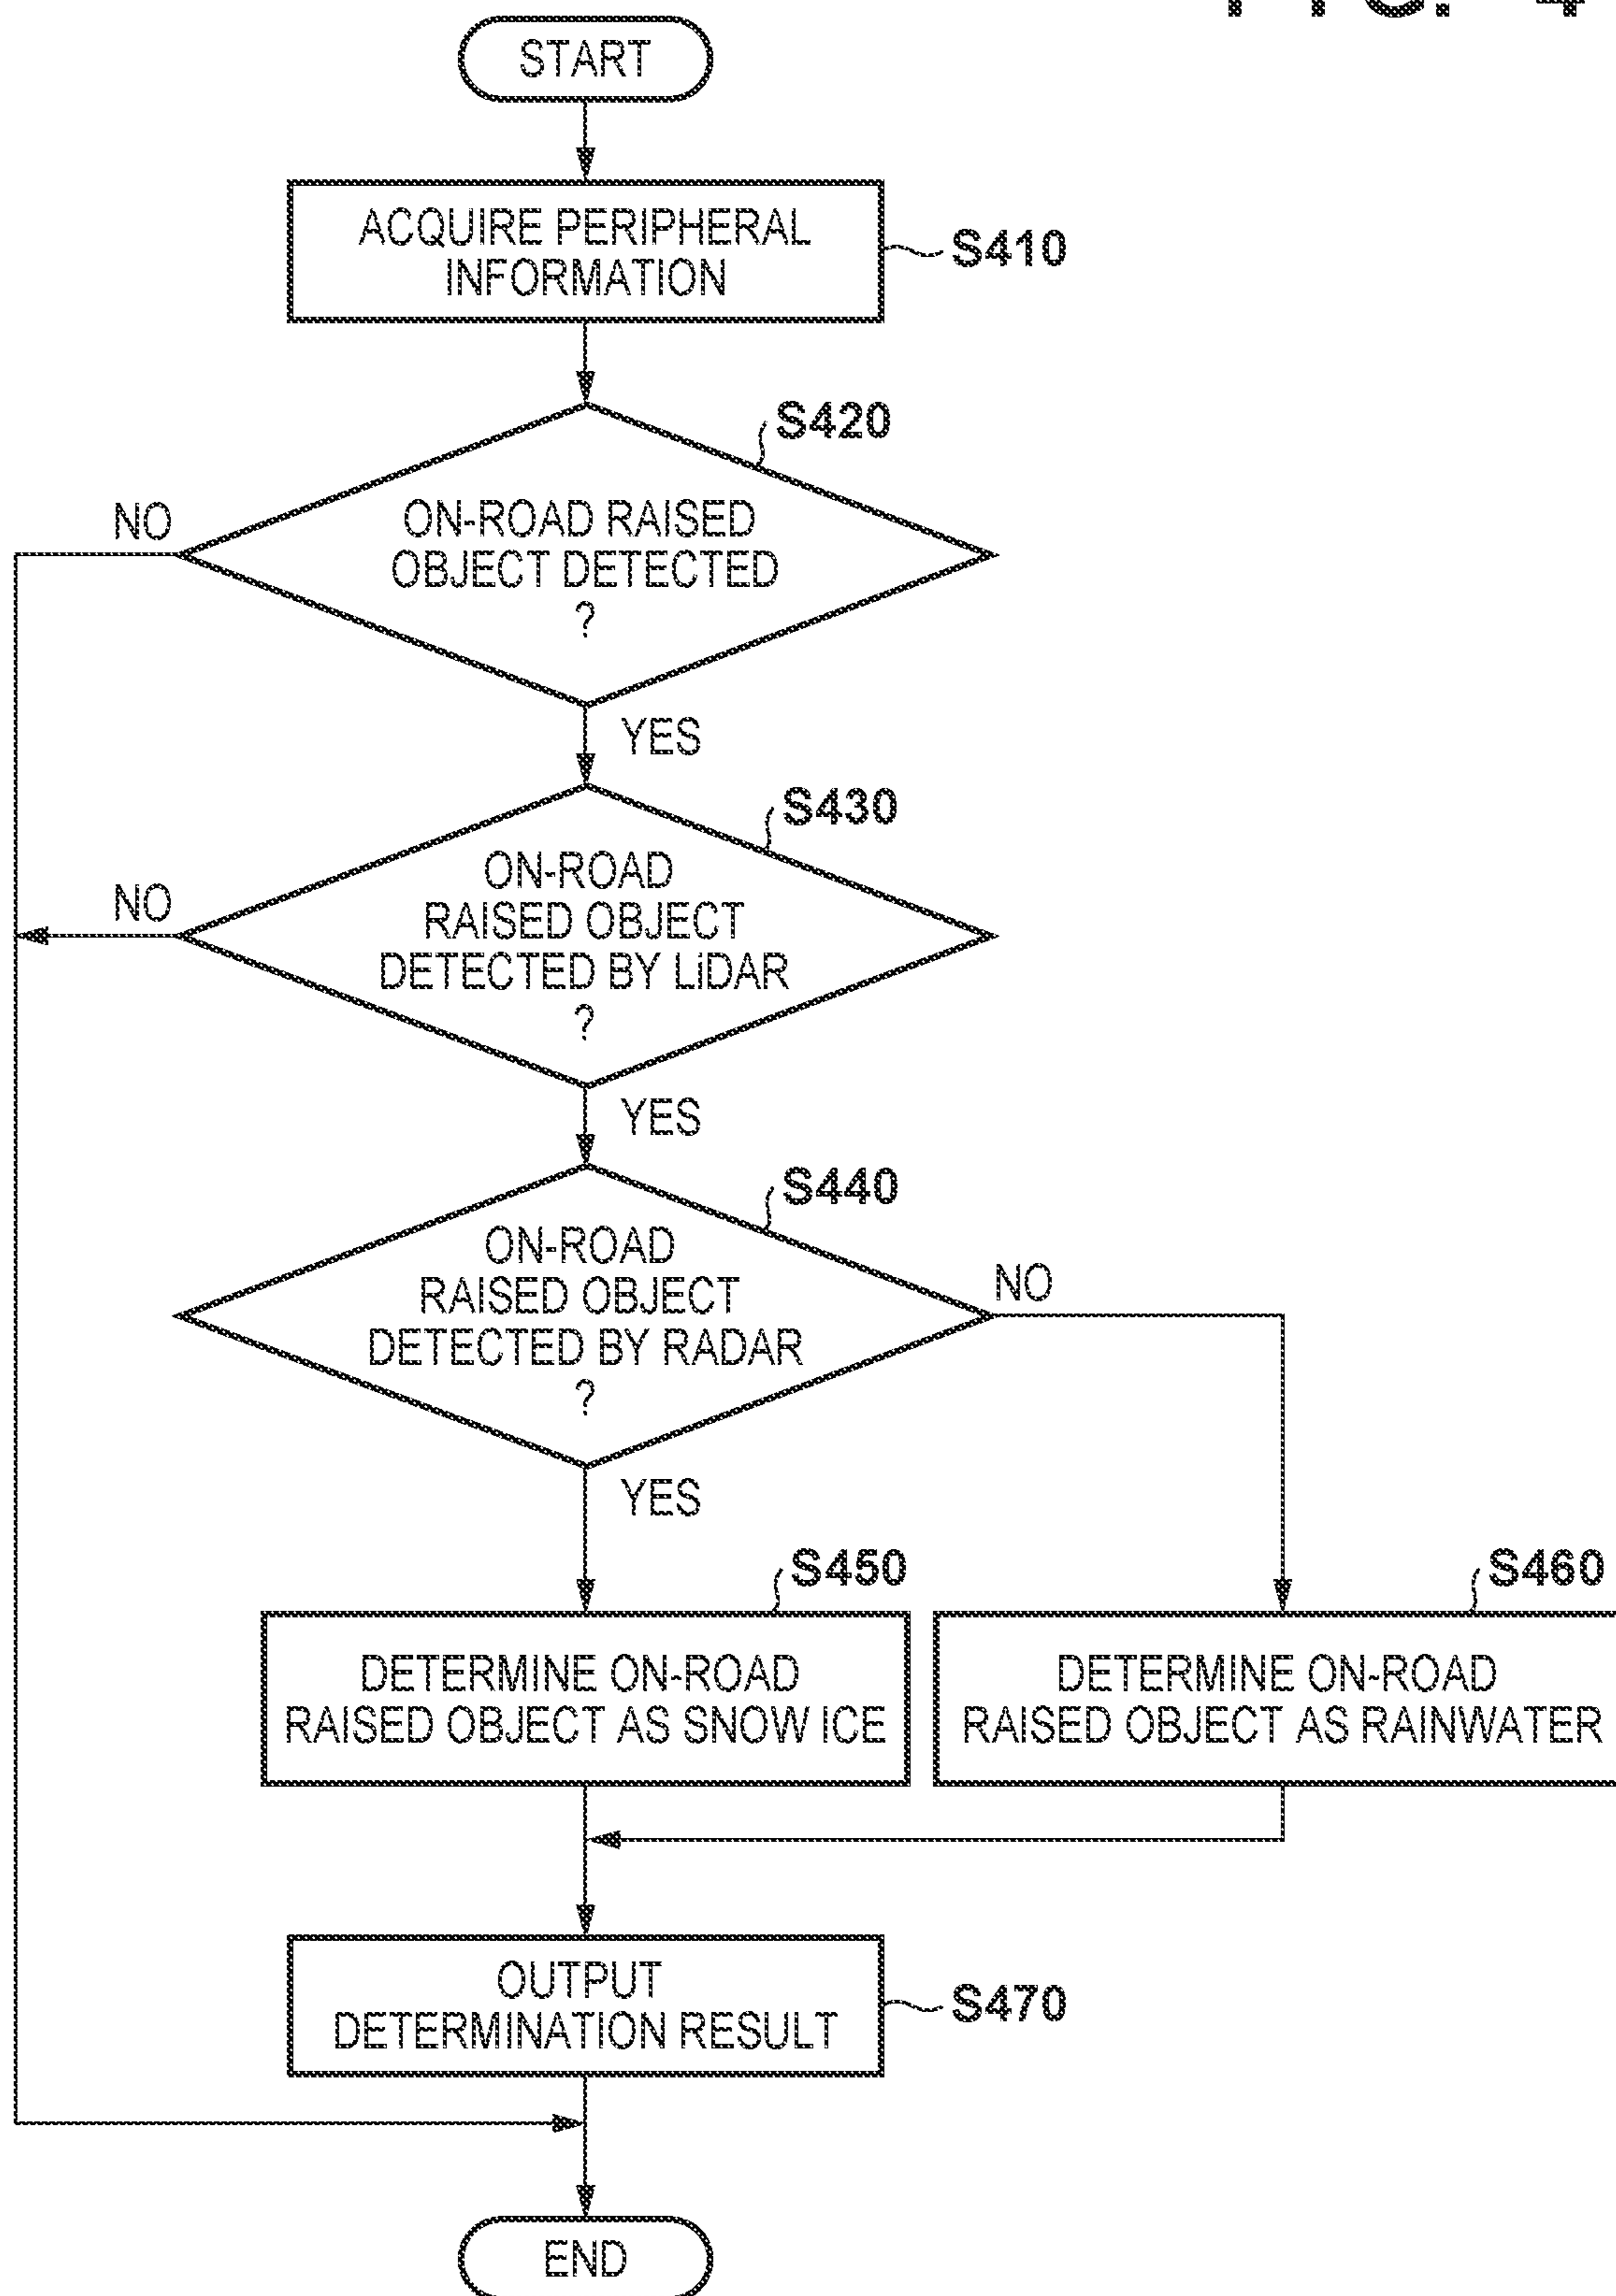 FIG. 4
START
ACQUIRE PERIPHERAL
INFORMATION
S410
S420
NO
ON-ROAD RAISED
OBJECT DETECTED
?
YES
S430
NO
ON-ROAD
RAISED OBJECT
DETECTED BY LiDAR
?
YES
S440
ON-ROAD
RAISED OBJECT
DETECTED BY RADAR
?
NO
YES
S450
DETERMINE ON-ROAD
RAISED OBJECT AS SNOW ICE
S460
DETERMINE ON-ROAD
RAISED OBJECT AS RAINWATER
OUTPUT
DETERMINATION RESULT
S470
END